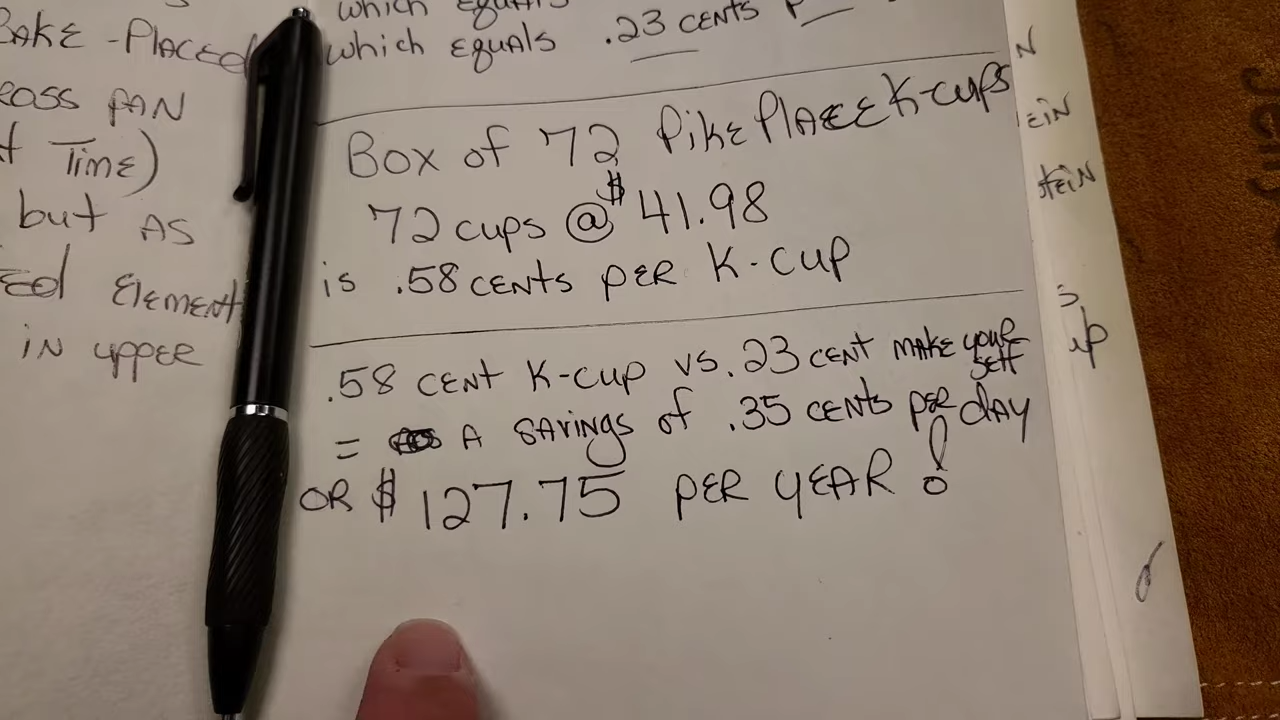 BAKE - PLACED
PAN
Time)
but AS
Element
in upper
which equals
which equals .23 CENTS
Box of 72 Pike Place K-cups
72 cups @ $41.98
is .58 CENTS PER K-CUP
.58 CENT K-CUP vs. .23 CENT MAKE your self
= A SAVINGS of .35 CENTS PER dAY
OR $127.75 PER YEAR!